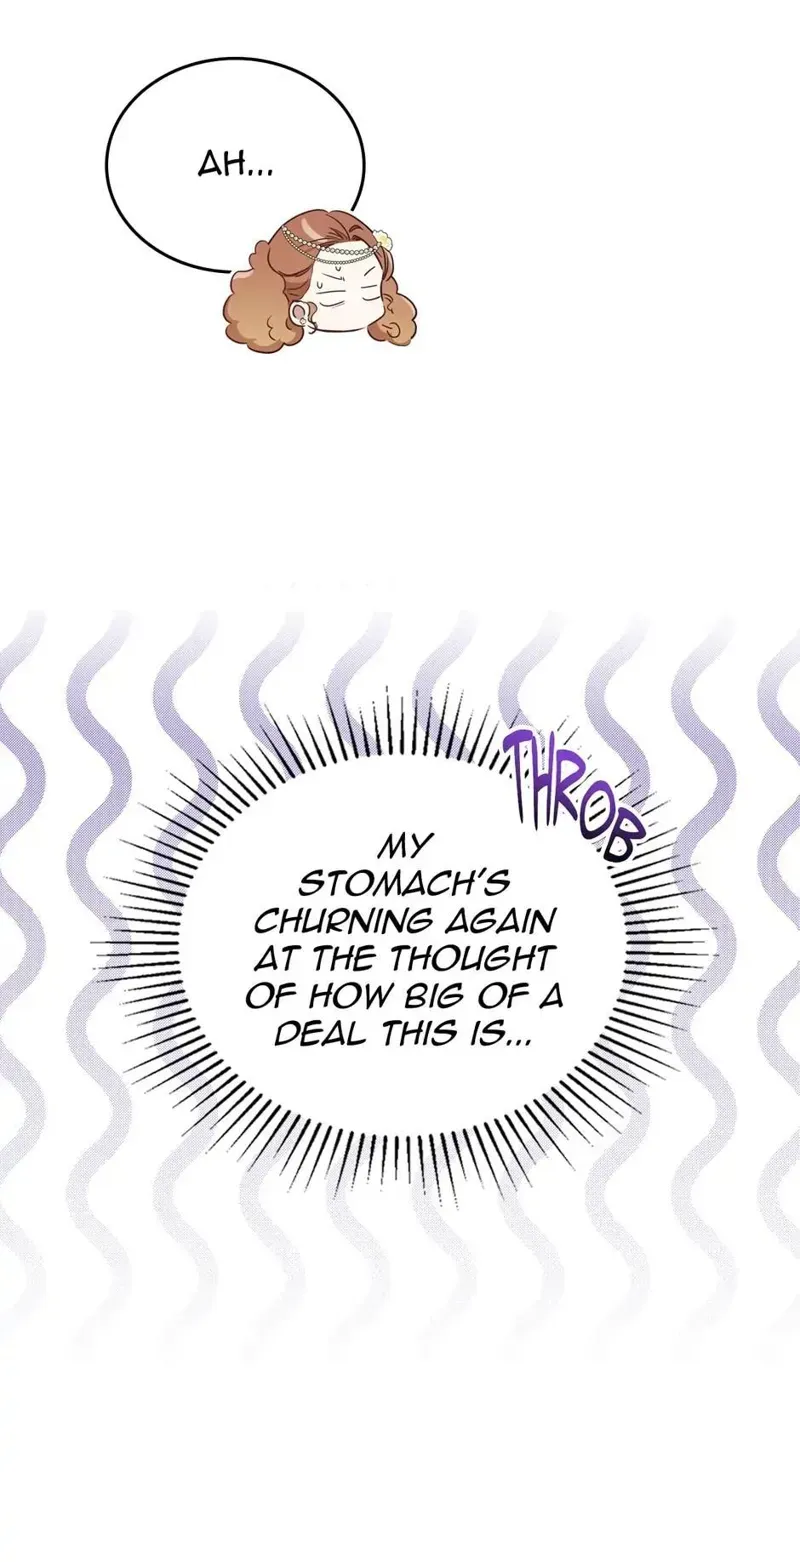 AH...
THROB
MY
STOMACH'S
CHURNING AGAIN
AT THE THOUGHT
OF HOW BIG OF A
DEAL THIS IS...